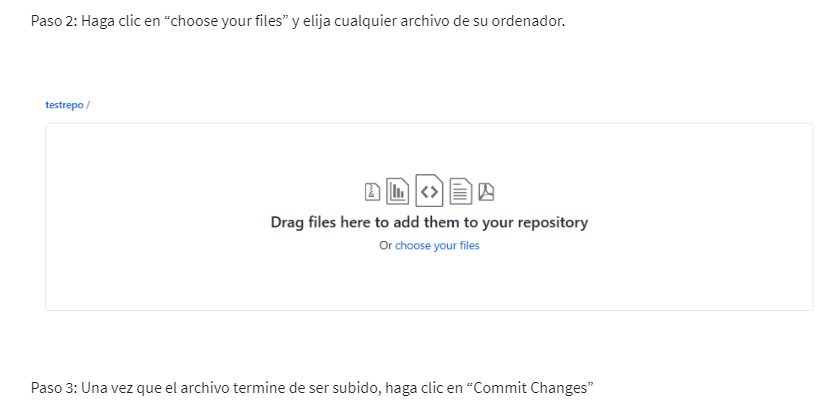 Paso 2: Haga clic en “choose your files” y elija cualquier archivo de su ordenador.
testrepo /
Drag files here to add them to your repository
Or choose your files
Paso 3: Una vez que el archivo termine de ser subido, haga clic en “Commit Changes”